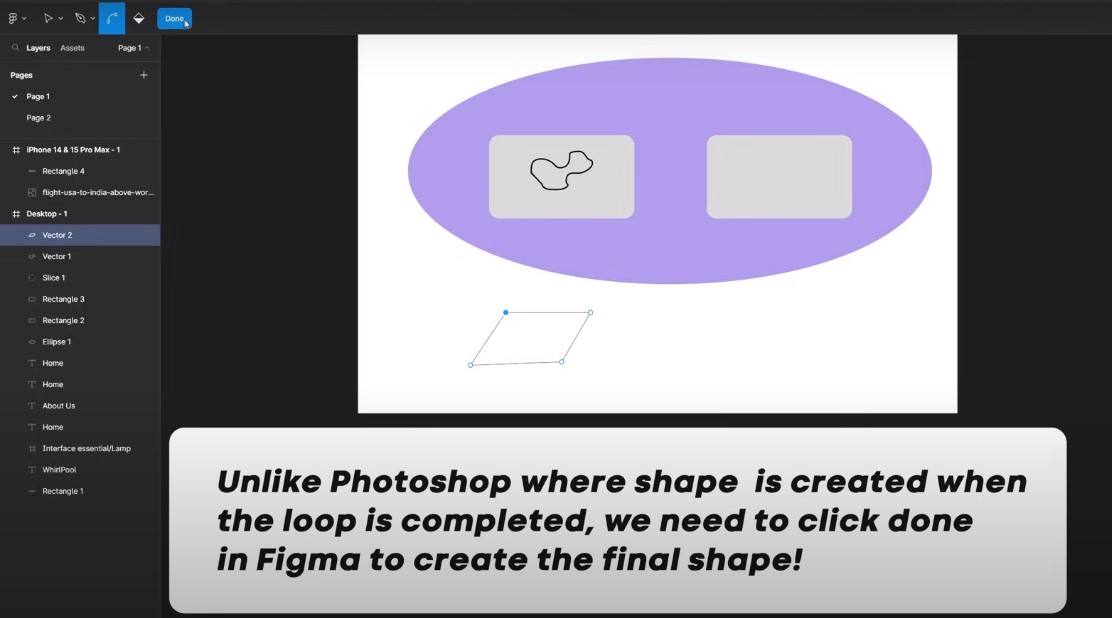 Done
Layers Assets Page 1
Pages
Page 1
Page 2
iPhone 14 & 15 Pro Max - 1
Rectangle 4
flight-usa-to-india-above-wor...
Desktop - 1
Vector 2
Vector 1
Slice 1
Rectangle 3
Rectangle 2
Ellipse 1
Home
Home
About Us
Home
Interface essential/Lamp
WhirlPool
Rectangle 1
Unlike Photoshop where shape is created when
the loop is completed, we need to click done
in Figma to create the final shape!